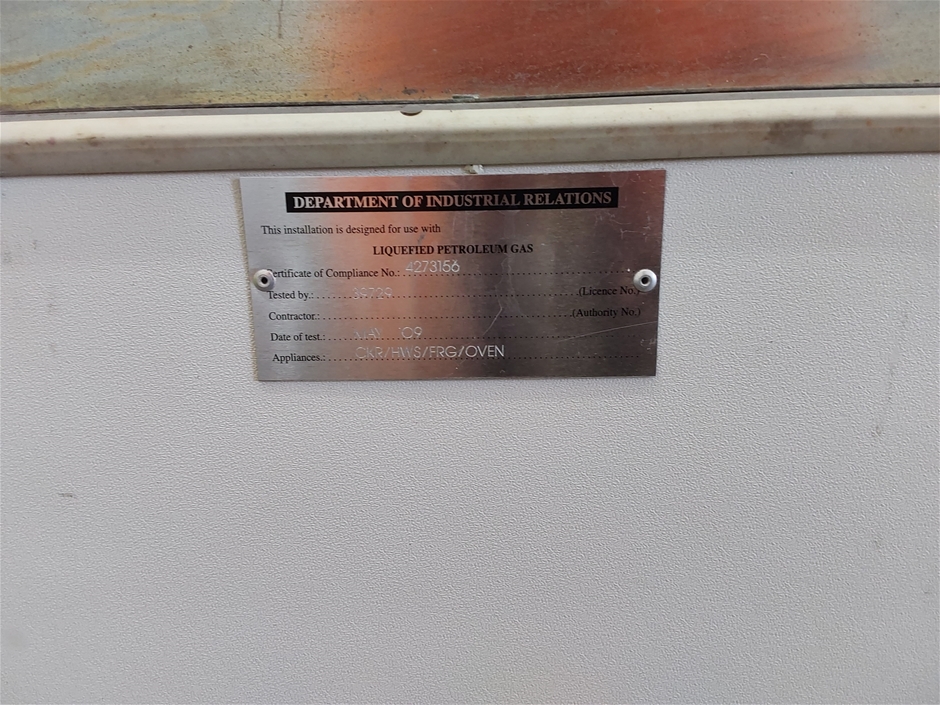 DEPARTMENT OF INDUSTRIAL RELATIONS
This installation is designed for use with
LIQUEFIED PETROLEUM GAS
Certificate of Compliance No.: 4273156
Tested by.: (Licence No.)
Contractor.: (Authority No.)
Date of test.: MAY '09
Appliances.: CKR/HWS/FRG/OVEN